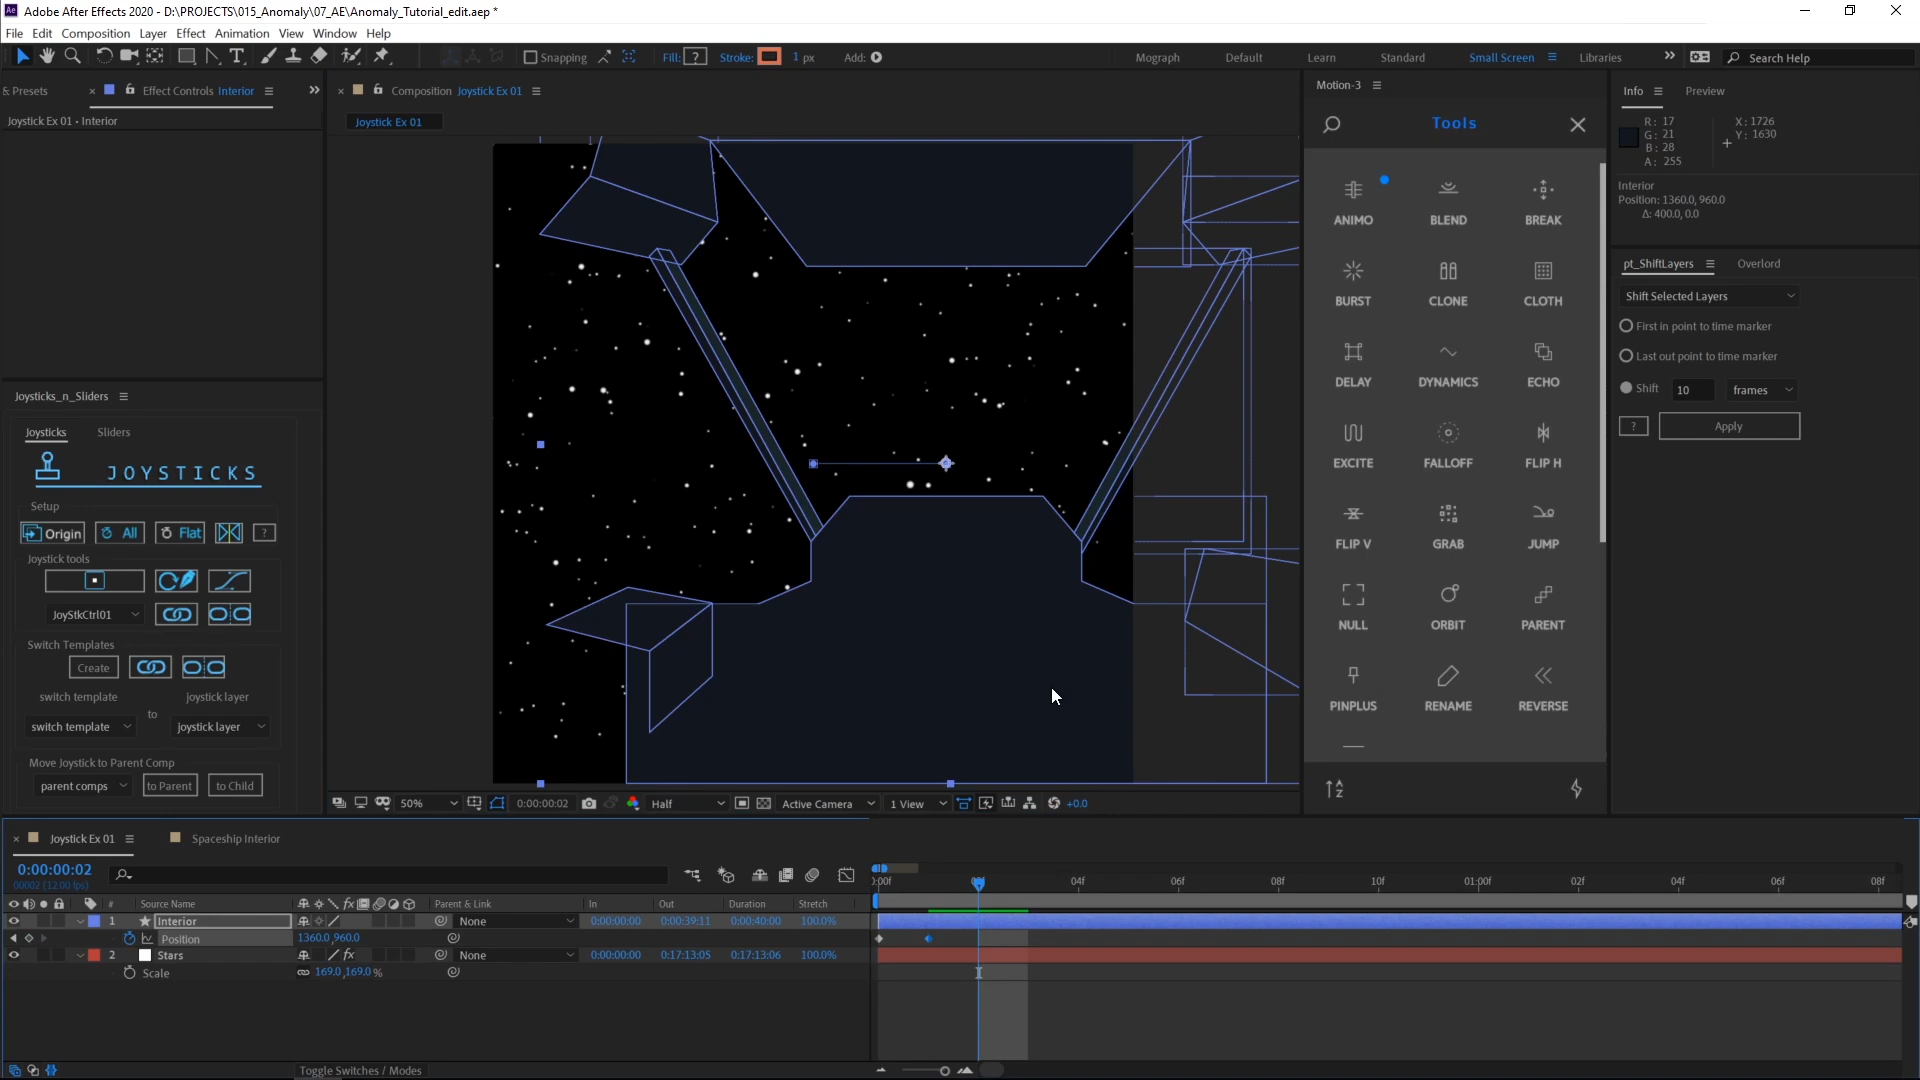 Adobe After Effects 2020 - D:\PROJECTS\015_Anomaly\07_AE\Anomaly_Tutorial_edit.aep *
File Edit Composition Layer Effect Animation View Window Help
Snapping Fill: ? Stroke: 1 px Add: Mograph Default Learn Standard Small Screen Libraries Search Help
& Presets Effect Controls Interior
Joystick Ex 01 • Interior
Composition Joystick Ex 01
Joystick Ex 01
Motion-3
Tools
ANIMO BLEND BREAK
BURST CLONE CLOTH
DELAY DYNAMICS ECHO
EXCITE FALLOFF FLIP H
FLIP V GRAB JUMP
NULL ORBIT PARENT
PINPLUS RENAME REVERSE
Info Preview
R: 17 X: 1726
G: 21 Y: 1630
B: 28
A: 255
Interior
Position: 1360.0, 960.0
Δ: 400.0, 0.0
pt_ShiftLayers Overlord
Shift Selected Layers
First in point to time marker
Last out point to time marker
Shift 10 frames
? Apply
Joysticks_n_Sliders
Joysticks Sliders
JOYSTICKS
Setup
Origin All Flat ?
Joystick tools
JoyStkCtrl01
Switch Templates
Create
switch template joystick layer
to
switch template joystick layer
Move Joystick to Parent Comp
parent comps to Parent to Child
50% 0:00:00:02 Half Active Camera 1 View +0.0
Joystick Ex 01 Spaceship Interior
0:00:00:02
00002 (12.00 fps)
# Source Name Parent & Link In Out Duration Stretch
1 Interior None 0:00:00:00 0:00:39:11 0:00:40:00 100.0%
Position 1360.0,960.0
2 Stars None 0:00:00:00 0:17:13:05 0:17:13:06 100.0%
Scale 169.0,169.0 %
04f 06f 08f 10f 01:00f 02f 04f 06f 08f
Toggle Switches / Modes